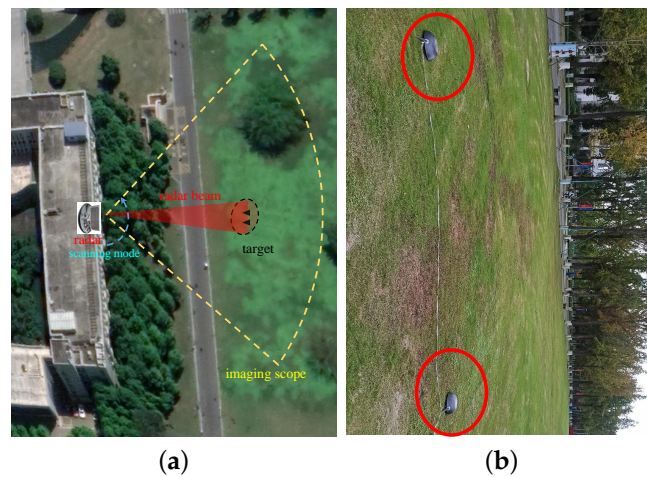 radar beam
radar
scanning mode
target
imaging scope
(a)
(b)